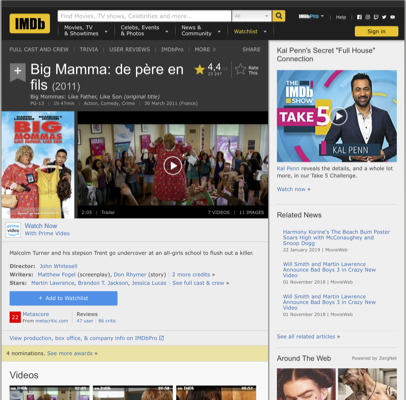 IMDb
Find Movies, TV shows, Celebrities and more...
All
IMDbPro
Help
Movies, TV & Showtimes
Celebs, Events & Photos
News & Community
Watchlist
Sign in
FULL CAST AND CREW | TRIVIA | USER REVIEWS | IMDbPro | MORE
SHARE
Big Mamma: de père en fils (2011)
Big Mommas: Like Father, Like Son (original title)
PG-13 | 1h 47min | Action, Comedy, Crime | 30 March 2011 (France)
4,4
Rate This
BIG MOMMAS
2:05 | Trailer
7 VIDEOS | 11 IMAGES
prime video
Watch Now
With Prime Video
Malcolm Turner and his stepson Trent go undercover at an all-girls school to flush out a killer.
Director: John Whitesell
Writers: Matthew Fogel (screenplay), Don Rhymer (story) | 2 more credits »
Stars: Martin Lawrence, Brandon T. Jackson, Jessica Lucas | See full cast & crew »
+ Add to Watchlist
22
Metascore
From metacritic.com
Reviews
47 user | 86 critic
View production, box office, & company info on IMDbPro
4 nominations. See more awards »
Videos
Kal Penn's Secret "Full House" Connection
THE IMDb SHOW
TAKE 5
KAL PENN
Kal Penn reveals the details, and a whole lot more, in our Take 5 Challenge.
Watch now »
Related News
Harmony Korine's The Beach Bum Poster Soars High with McConaughey and Snoop Dogg
22 January 2019 | MovieWeb
Will Smith and Martin Lawrence Announce Bad Boys 3 in Crazy New Video
01 November 2018 | MovieWeb
Will Smith and Martin Lawrence Announce Bad Boys 3 in Crazy New Video
01 November 2018 | MovieWeb
See all related articles »
Around The Web
Powered by ZergNet